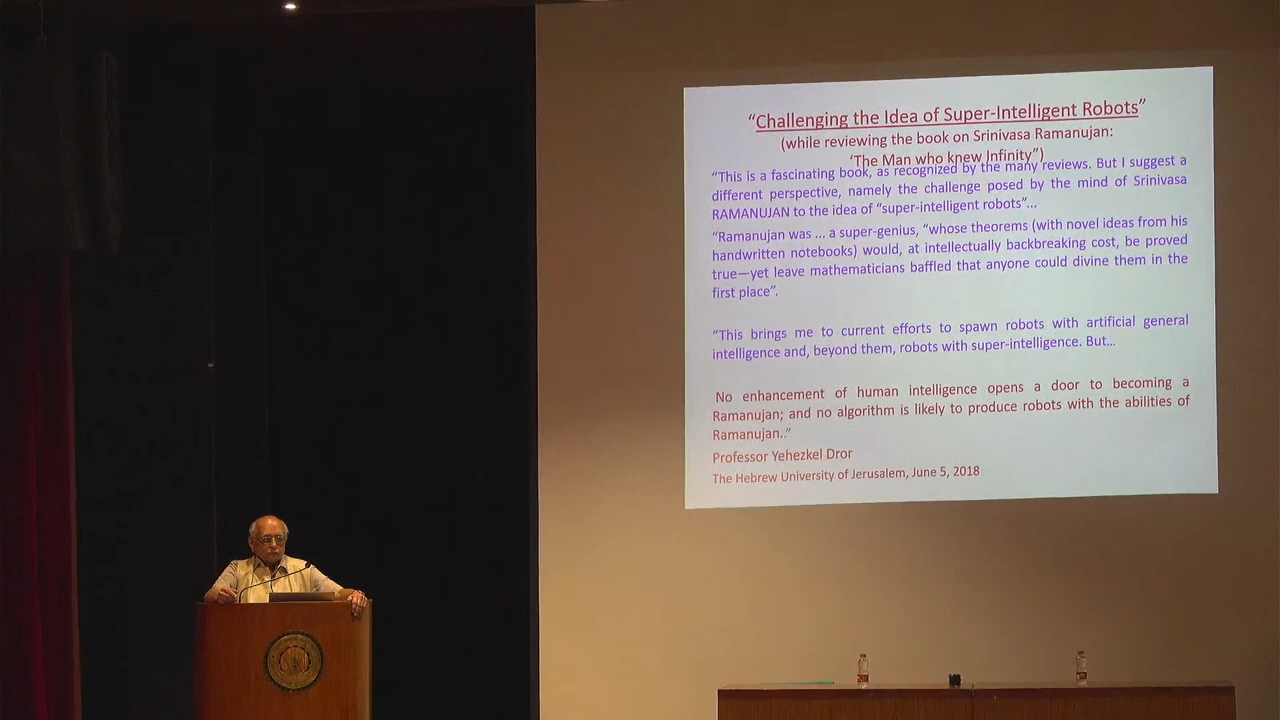 “Challenging the Idea of Super-Intelligent Robots”
(while reviewing the book on Srinivasa Ramanujan:
‘The Man who knew Infinity”)
“This is a fascinating book, as recognized by the many reviews. But I suggest a
different perspective, namely the challenge posed by the mind of Srinivasa
RAMANUJAN to the idea of “super-intelligent robots”...
“Ramanujan was ... a super-genius, “whose theorems (with novel ideas from his
handwritten notebooks) would, at intellectually backbreaking cost, be proved
true—yet leave mathematicians baffled that anyone could divine them in the
first place”.
“This brings me to current efforts to spawn robots with artificial general
intelligence and, beyond them, robots with super-intelligence. But…
No enhancement of human intelligence opens a door to becoming a
Ramanujan; and no algorithm is likely to produce robots with the abilities of
Ramanujan..”
Professor Yehezkel Dror
The Hebrew University of Jerusalem, June 5, 2018